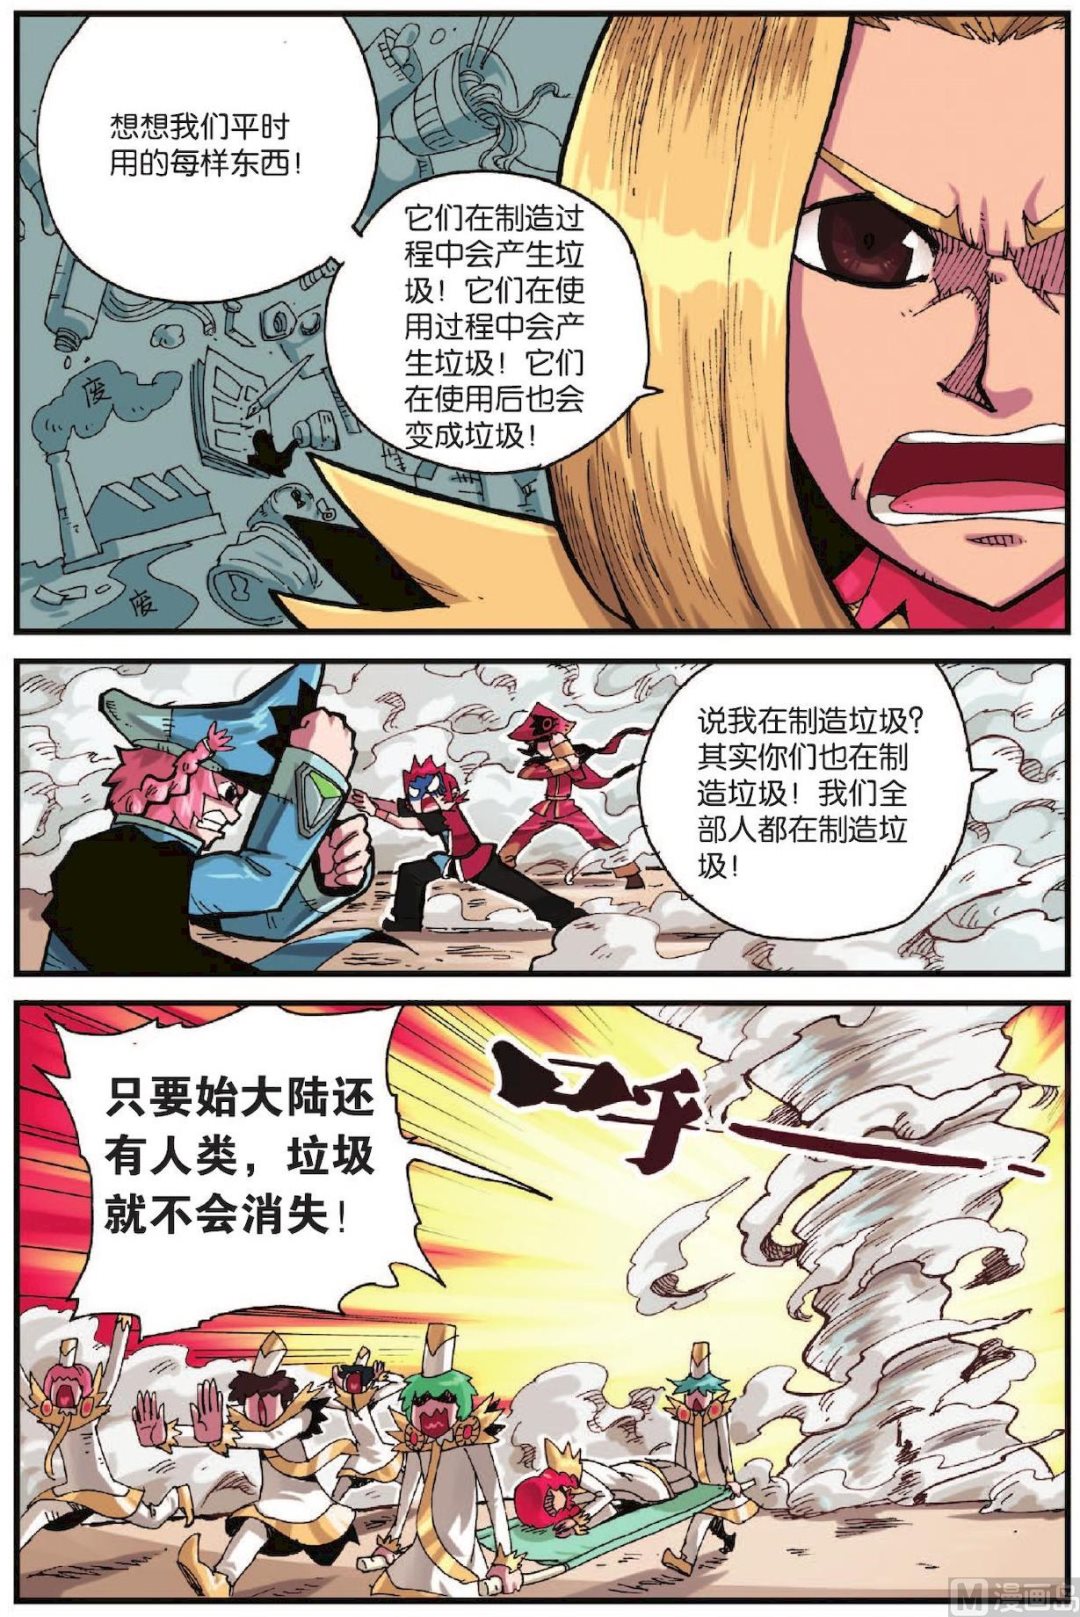 想想我们平时
用的每样东西！
它们在制造过
程中会产生垃
圾！它们在使
用过程中会产
生垃圾！它们
在使用后也会
变成垃圾！
废
废
说我在制造垃圾？
其实你们也在制
造垃圾！我们全
部人都在制造垃
圾！
只要始大陆还
有人类，垃圾
就不会消失！
呼
漫画岛